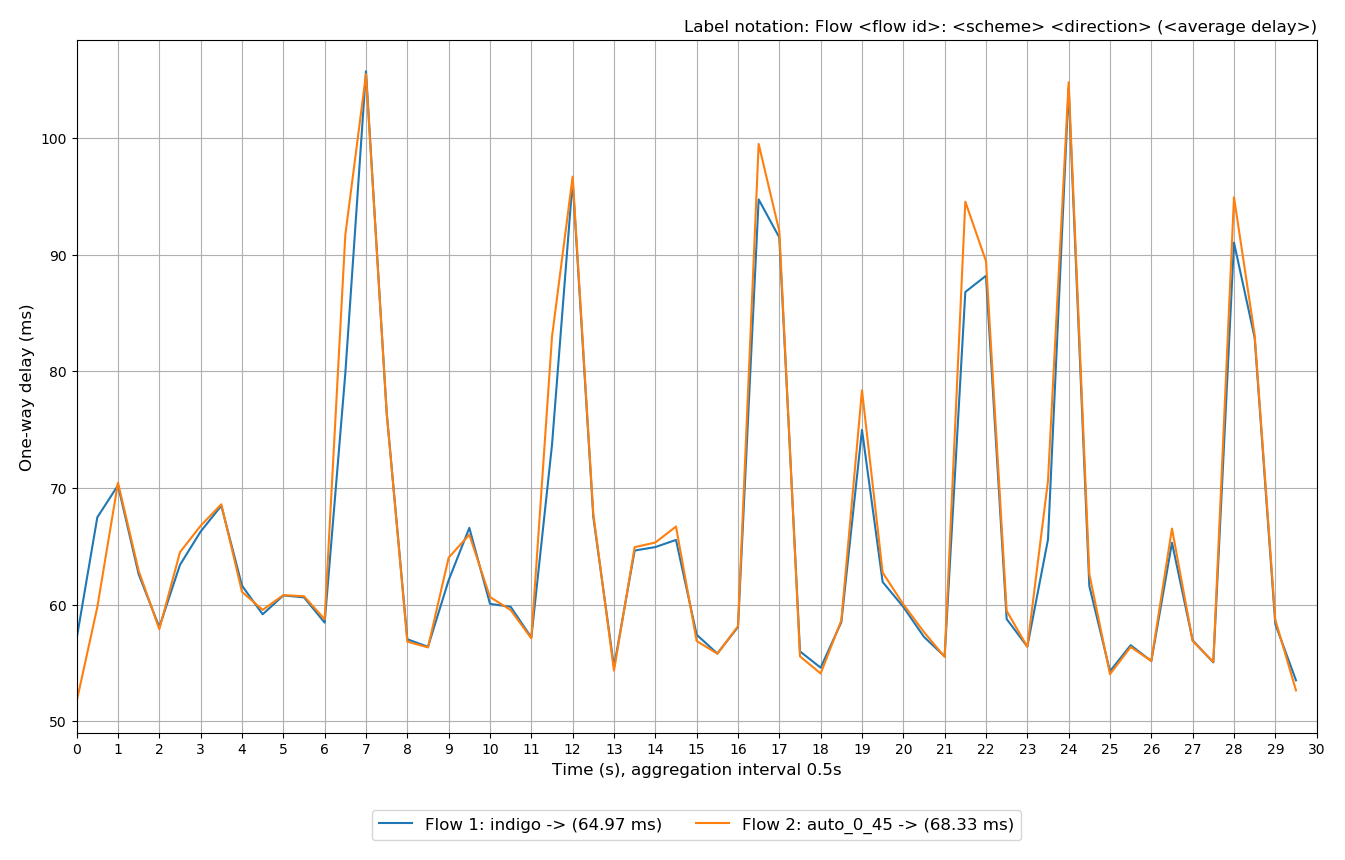 Label notation: Flow <flow id>: <scheme> <direction> (<average delay>)
100
90
80
70
60
50
One-way delay (ms)
0 1 2 3 4 5 6 7 8 9 10 11 12 13 14 15 16 17 18 19 20 21 22 23 24 25 26 27 28 29 30
Time (s), aggregation interval 0.5s
Flow 1: indigo -> (64.97 ms) Flow 2: auto_0_45 -> (68.33 ms)